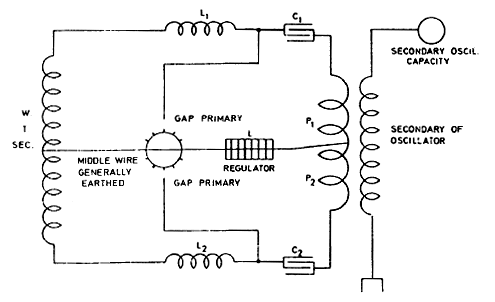 L1
C1
SECONDARY OSCIL.
CAPACITY
GAP PRIMARY
W
T
SEC.
P1
L
SECONDARY OF
OSCILLATOR
MIDDLE WIRE
GENERALLY
EARTHED
REGULATOR
GAP PRIMARY
P2
L2
C2